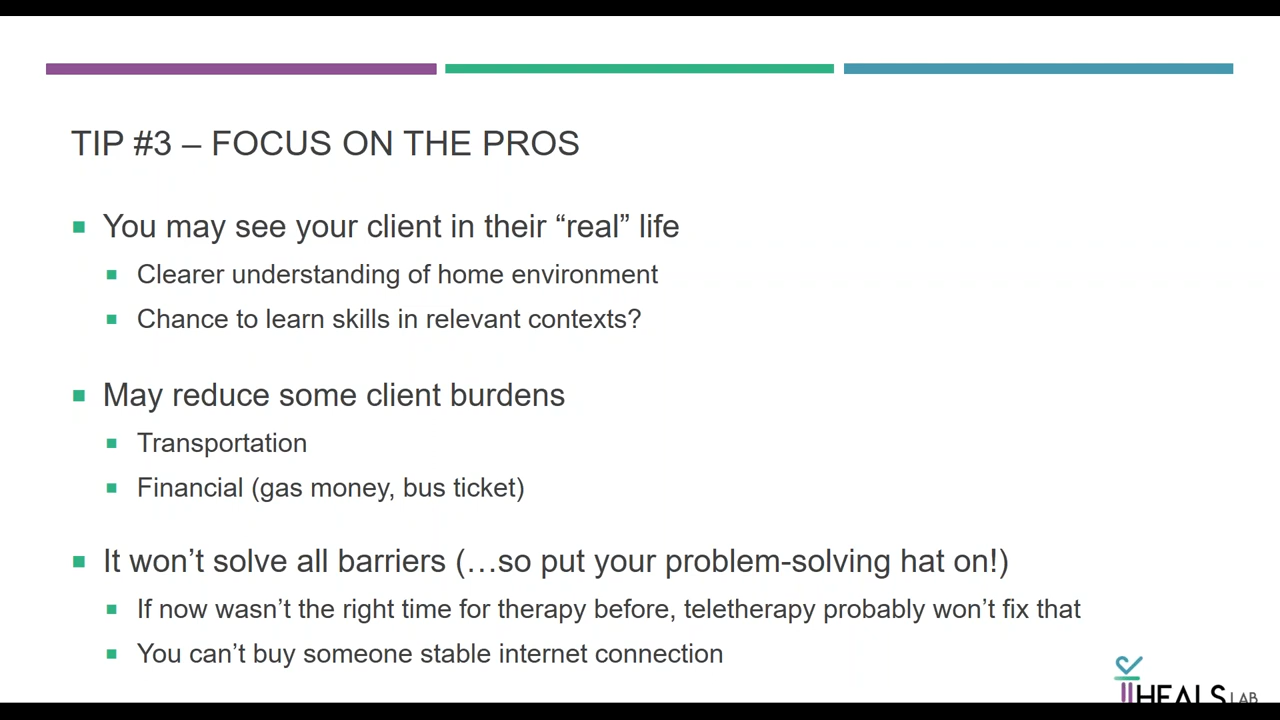 TIP #3 – FOCUS ON THE PROS
You may see your client in their “real” life
Clearer understanding of home environment
Chance to learn skills in relevant contexts?
May reduce some client burdens
Transportation
Financial (gas money, bus ticket)
It won’t solve all barriers (…so put your problem-solving hat on!)
If now wasn’t the right time for therapy before, teletherapy probably won’t fix that
You can’t buy someone stable internet connection
HEALS LAB